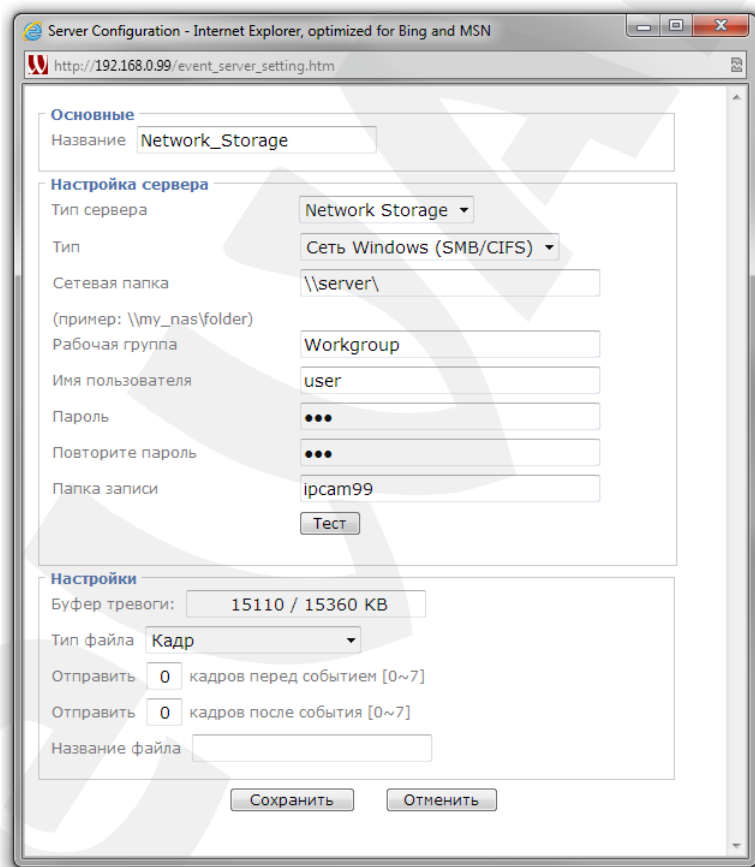 Server Configuration - Internet Explorer, optimized for Bing and MSN
http://192.168.0.99/event_server_setting.htm
Основные
Название Network_Storage
Настройка сервера
Тип сервера Network Storage
Тип Сеть Windows (SMB/CIFS)
Сетевая папка \\server\
(пример: \\my_nas\folder)
Рабочая группа Workgroup
Имя пользователя user
Пароль •••
Повторите пароль •••
Папка записи ipcam99
Тест
Настройки
Буфер тревоги: 15110 / 15360 KB
Тип файла Кадр
Отправить 0 кадров перед событием [0~7]
Отправить 0 кадров после события [0~7]
Название файла
Сохранить Отменить